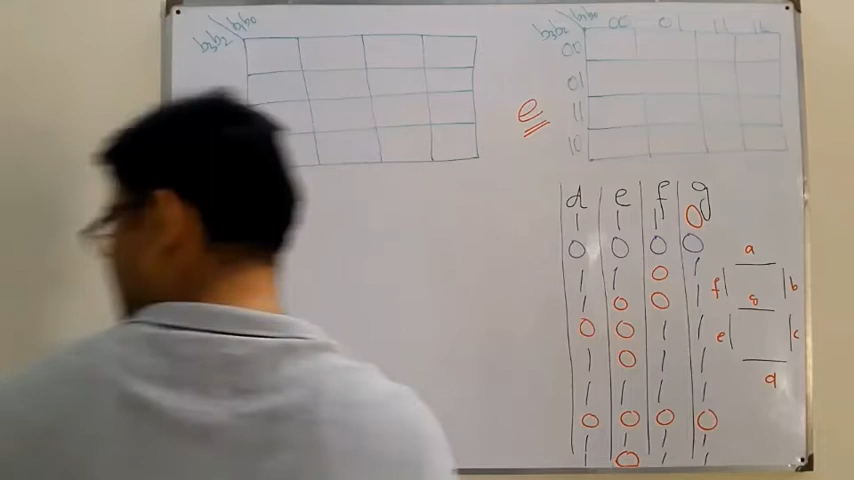 b1b0
b3b2
b1b0
b3b2
00 01 11 10
00
01
11
10
e
d e f g
1 1 1 0
0 0 0 0
1 1 0 1
1 0 0 1
0 0 1 1
1 0 1 1
1 1 1 1
0 0 0 0
1 1 1 1
1 0 1 1
a
f b
g
e c
d